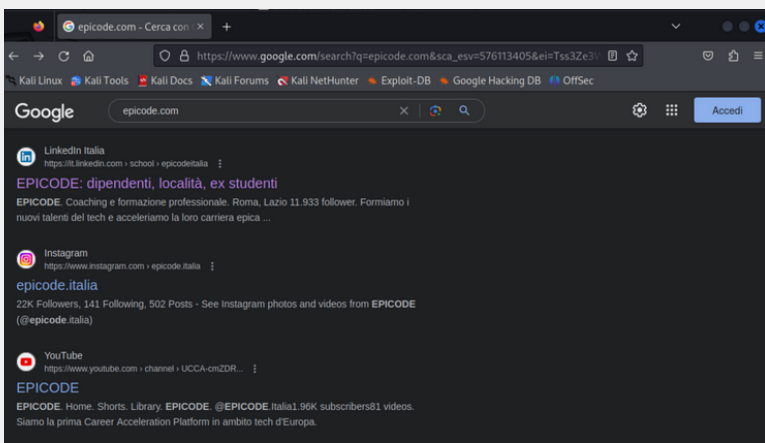 epicode.com - Cerca con
https://www.google.com/search?q=epicode.com&sca_esv=576113405&ei=Tss3Ze3V
Kali Linux Kali Tools Kali Docs Kali Forums Kali NetHunter Exploit-DB Google Hacking DB OffSec
Google epicode.com Accedi
LinkedIn Italia
https://it.linkedin.com › school › epicodeitalia
EPICODE: dipendenti, località, ex studenti
EPICODE. Coaching e formazione professionale. Roma, Lazio 11.933 follower. Formiamo i
nuovi talenti del tech e acceleriamo la loro carriera epica ...
Instagram
https://www.instagram.com › epicode.italia
epicode.italia
22K Followers, 141 Following, 502 Posts - See Instagram photos and videos from EPICODE
(@epicode.italia)
YouTube
https://www.youtube.com › channel › UCCA-cmZDR...
EPICODE
EPICODE. Home. Shorts. Library. EPICODE. @EPICODE.Italia1.96K subscribers81 videos.
Siamo la prima Career Acceleration Platform in ambito tech d'Europa.